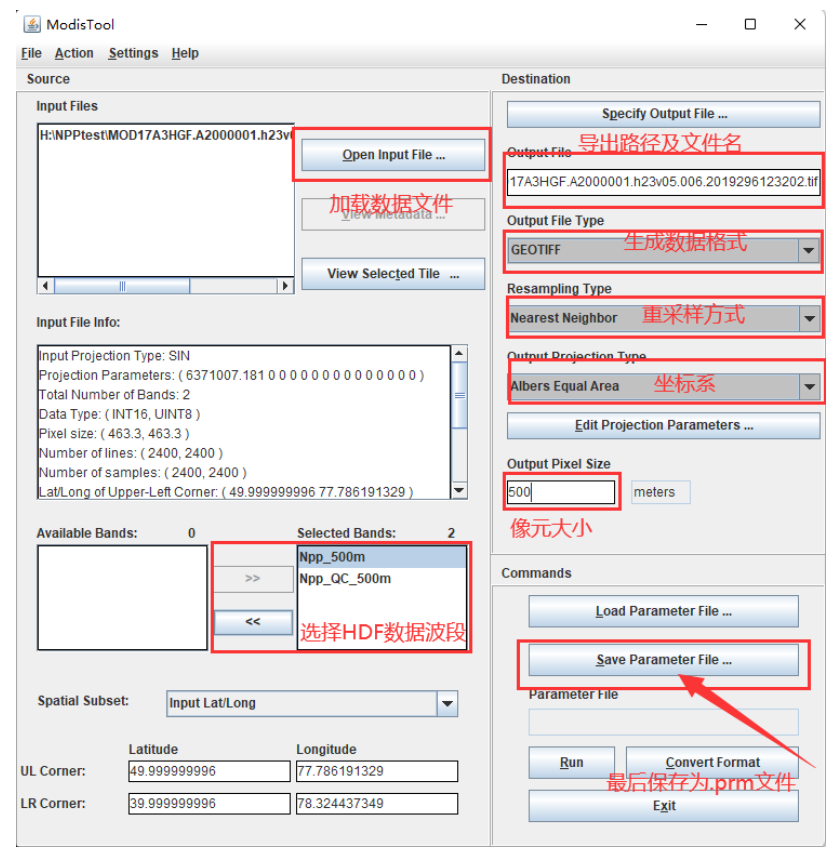 ModisTool
File Action Settings Help
Source
Input Files
H:\NPPtest\MOD17A3HGF.A2000001.h23v
Open Input File ...
加载数据文件
View Metadata ...
View Selected Tile ...
Input File Info:
Input Projection Type: SIN
Projection Parameters: ( 6371007.181 0 0 0 0 0 0 0 0 0 0 0 0 0 0 )
Total Number of Bands: 2
Data Type: ( INT16, UINT8 )
Pixel size: ( 463.3, 463.3 )
Number of lines: ( 2400, 2400 )
Number of samples: ( 2400, 2400 )
Lat/Long of Upper-Left Corner: ( 49.999999996 77.786191329 )
Available Bands: 0
Selected Bands: 2
Npp_500m
Npp_QC_500m
>>
<<
选择HDF数据波段
Spatial Subset:
Input Lat/Long
Latitude
Longitude
UL Corner:
49.999999996
77.786191329
LR Corner:
39.999999996
78.324437349
Destination
Specify Output File ...
导出路径及文件名
Output File
17A3HGF.A2000001.h23v05.006.2019296123202.tif
Output File Type
生成数据格式
GEOTIFF
Resampling Type
Nearest Neighbor
重采样方式
Output Projection Type
Albers Equal Area
坐标系
Edit Projection Parameters ...
Output Pixel Size
500
meters
像元大小
Commands
Load Parameter File ...
Save Parameter File ...
Parameter File
Run
Convert Format
最后保存为.prm文件
Exit